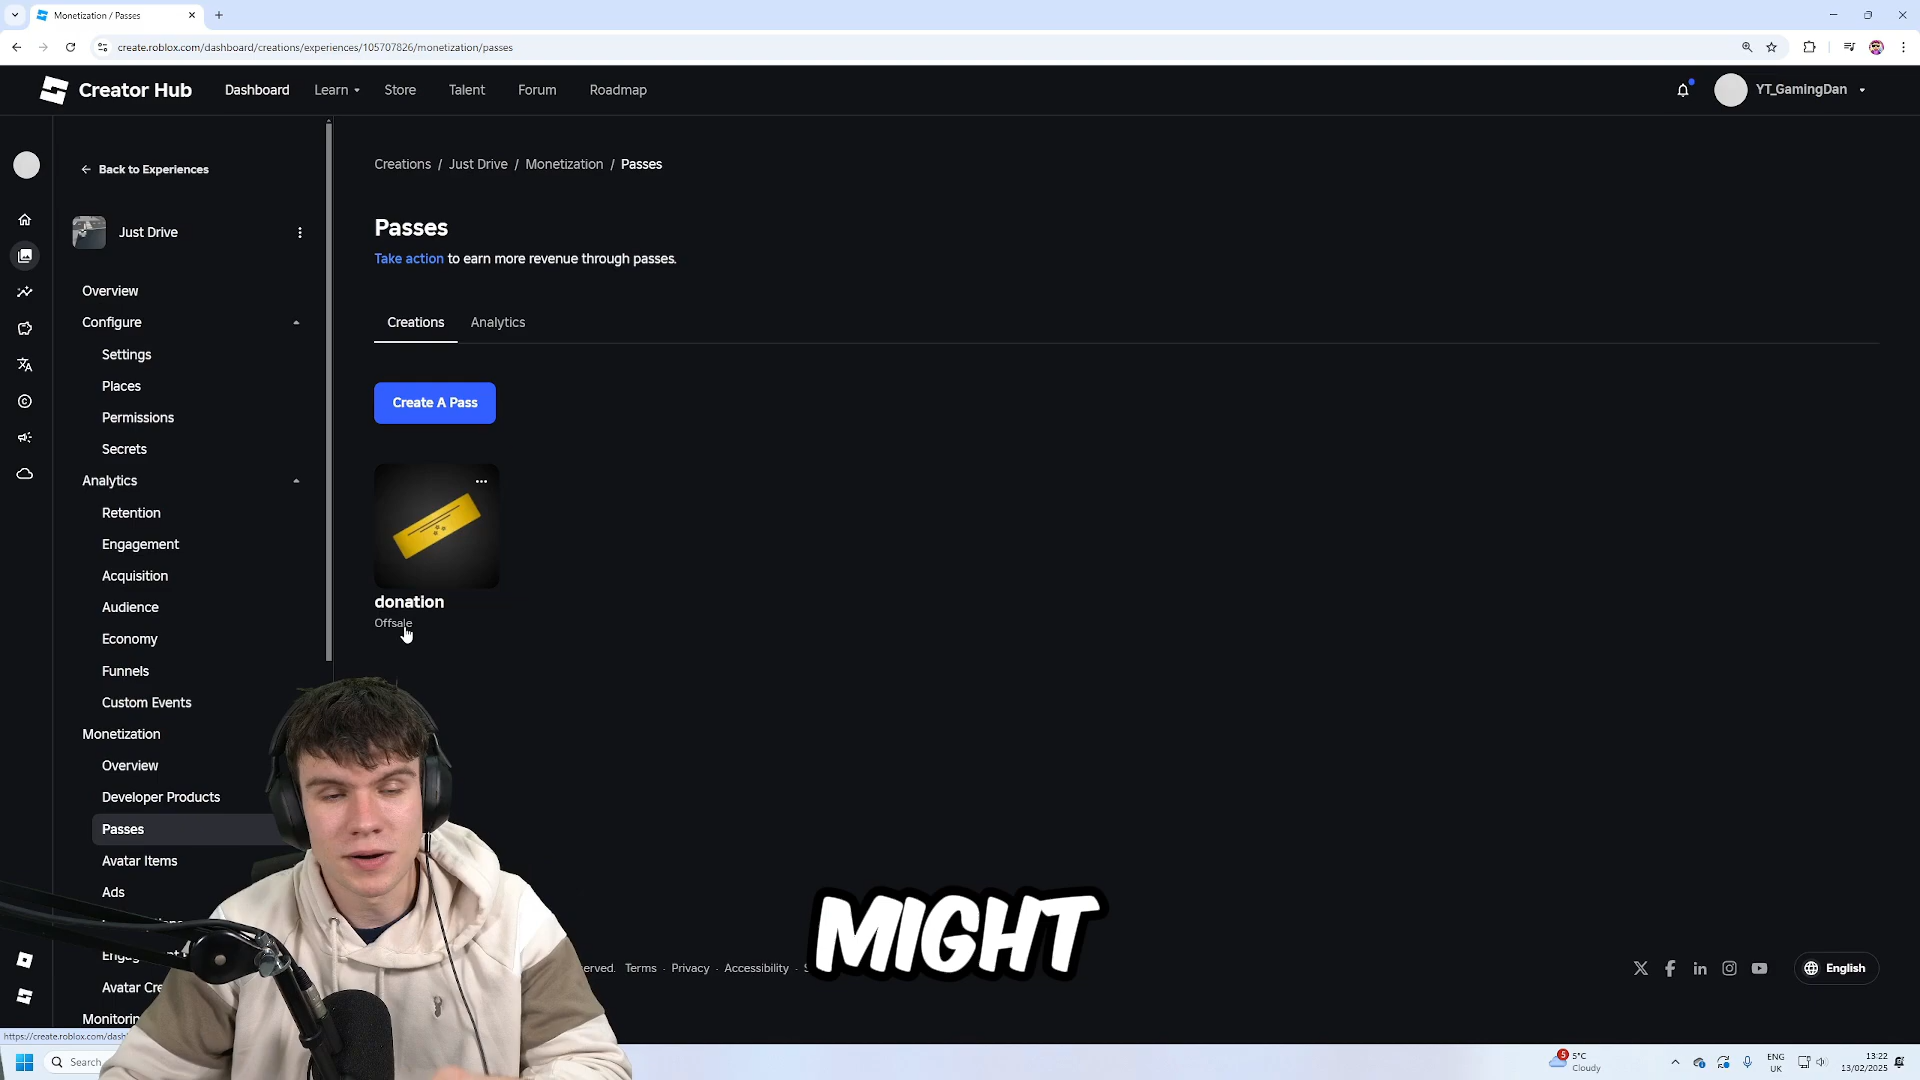 Monetization / Passes
create.roblox.com/dashboard/creations/experiences/105707826/monetization/passes
Creator Hub
Dashboard
Learn
Store
Talent
Forum
Roadmap
YT_GamingDan
Back to Experiences
Just Drive
Overview
Configure
Settings
Places
Permissions
Secrets
Analytics
Retention
Engagement
Acquisition
Audience
Economy
Funnels
Custom Events
Monetization
Overview
Developer Products
Passes
Avatar Items
Ads
Creations / Just Drive / Monetization / Passes
Passes
Take action to earn more revenue through passes.
Creations
Analytics
Create A Pass
donation
Offsale
MIGHT
Terms · Privacy · Accessibility ·
English
Search
5
5°C
Cloudy
ENG
UK
13:22
13/02/2025